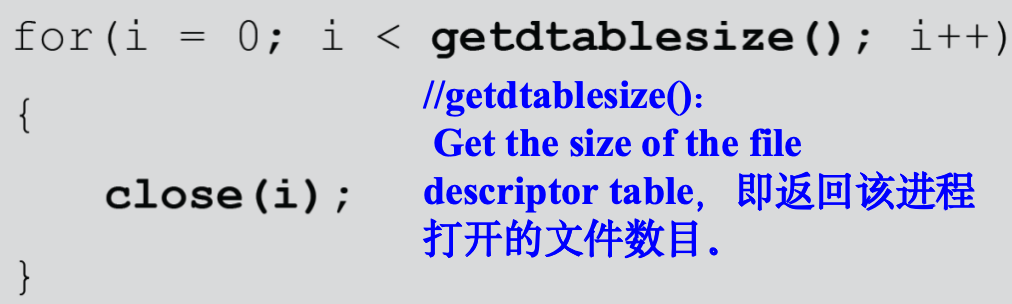 for(i = 0; i < getdtablesize(); i++)
{
//getdtablesize()：
Get the size of the file
close(i);
descriptor table， 即返回该进程
打开的文件数目．
}